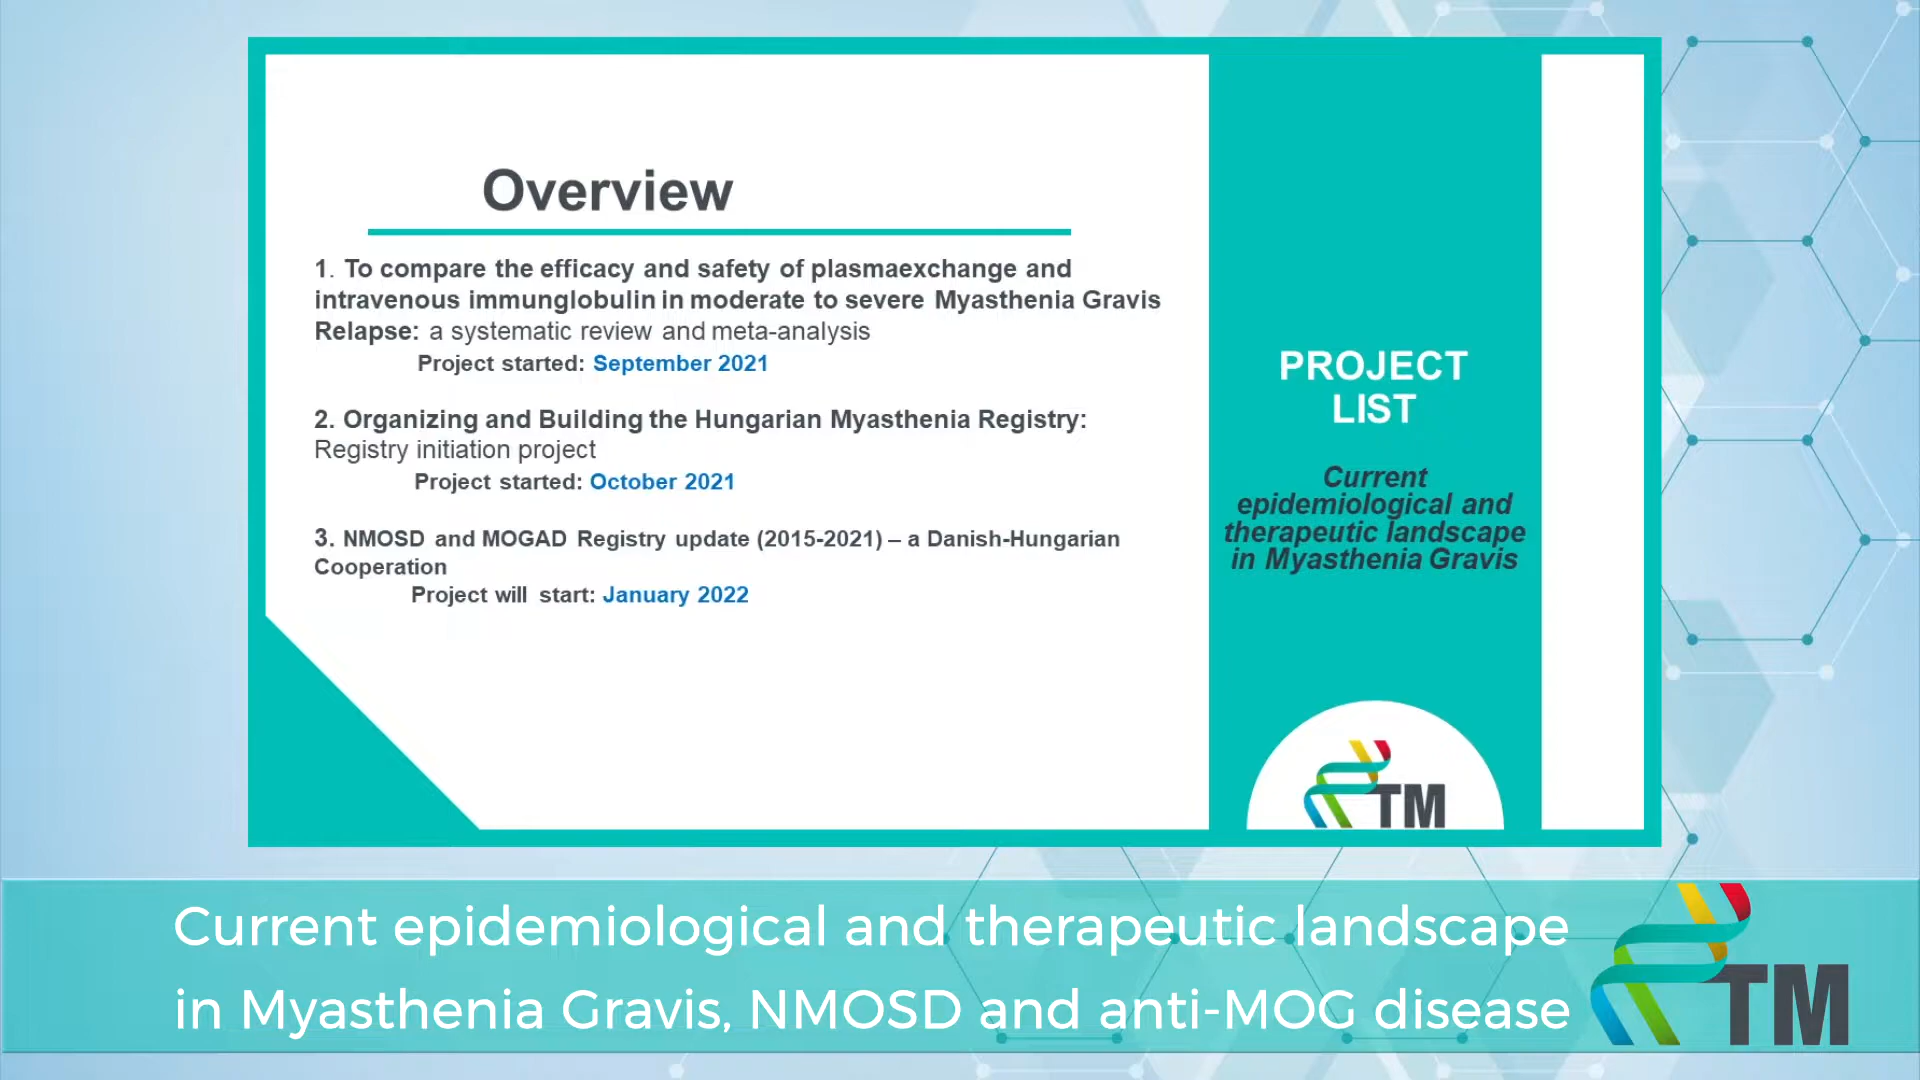 Overview
1. To compare the efficacy and safety of plasmaexchange and
intravenous immunglobulin in moderate to severe Myasthenia Gravis
Relapse: a systematic review and meta-analysis
Project started: September 2021
2. Organizing and Building the Hungarian Myasthenia Registry:
Registry initiation project
Project started: October 2021
3. NMOSD and MOGAD Registry update (2015-2021) – a Danish-Hungarian
Cooperation
Project will start: January 2022
PROJECT
LIST
Current
epidemiological and
therapeutic landscape
in Myasthenia Gravis
TM
Current epidemiological and therapeutic landscape
in Myasthenia Gravis, NMOSD and anti-MOG disease
TM